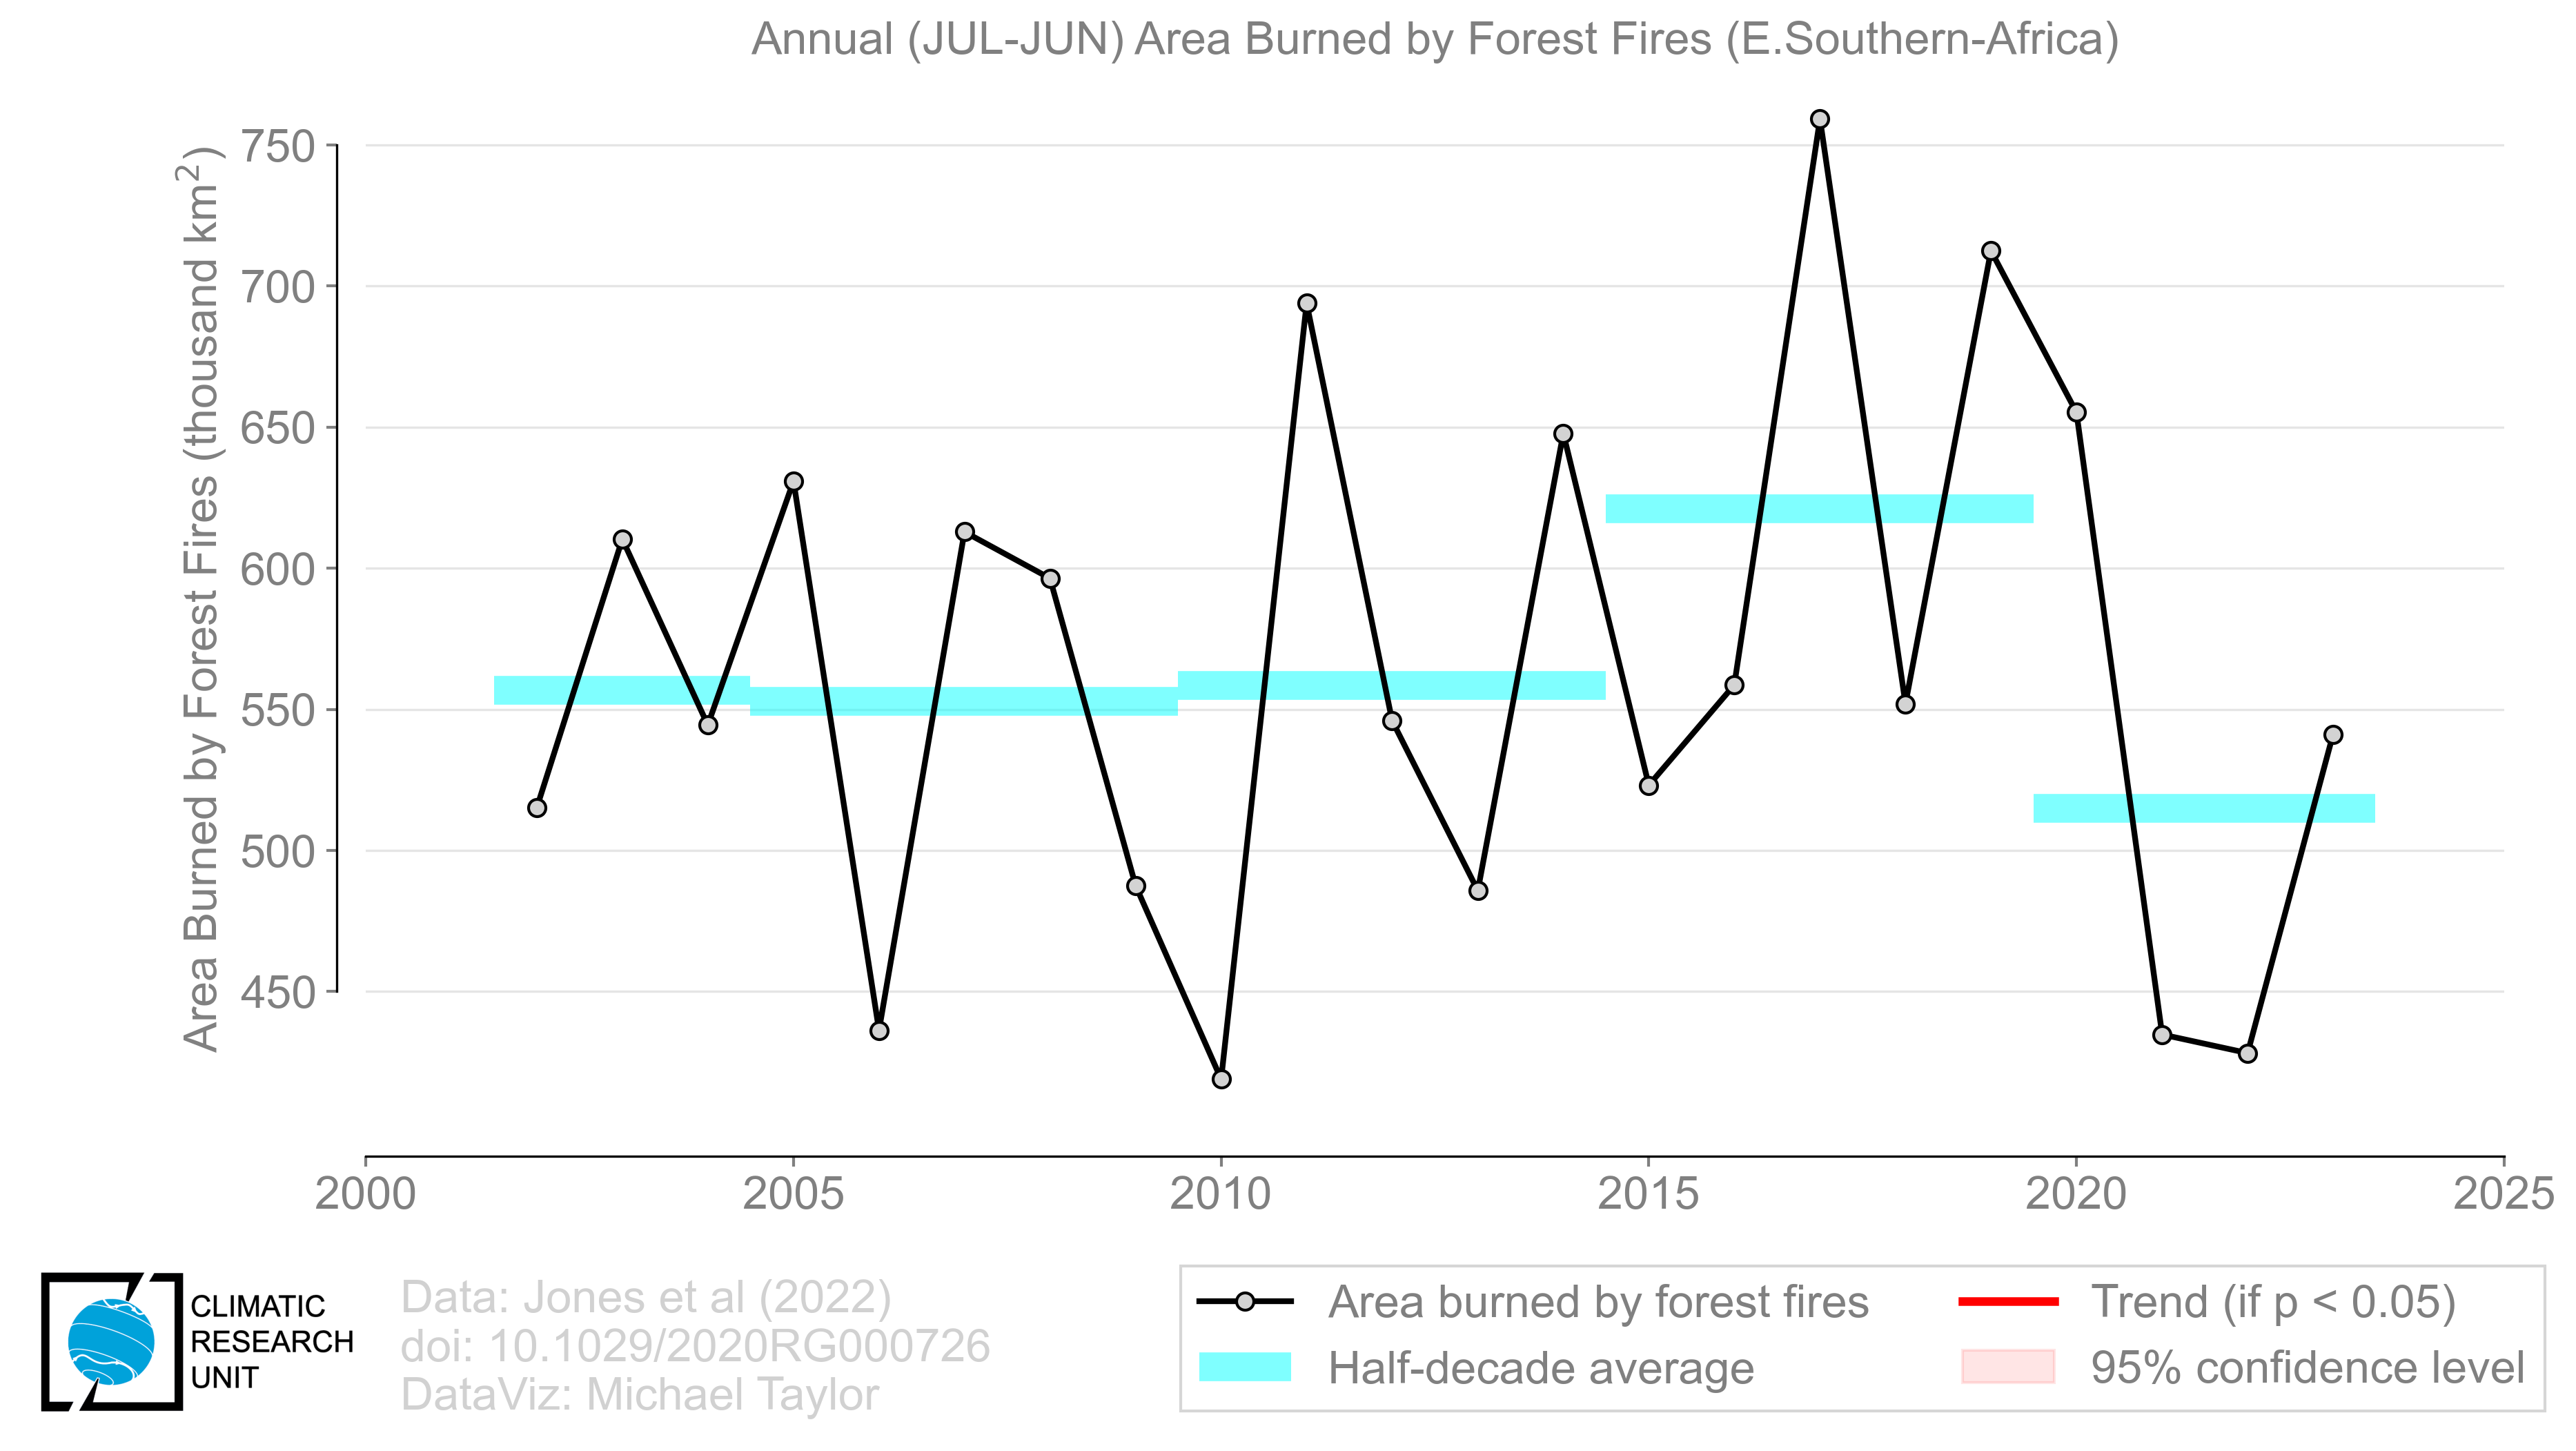 Annual (JUL-JUN) Area Burned by Forest Fires (E.Southern-Africa)
Area Burned by Forest Fires (thousand km²)
750
700
650
600
550
500
450
2000
2005
2010
2015
2020
2025
CLIMATIC
RESEARCH
UNIT
Data: Jones et al (2022)
doi: 10.1029/2020RG000726
DataViz: Michael Taylor
Area burned by forest fires
Half-decade average
Trend (if p < 0.05)
95% confidence level